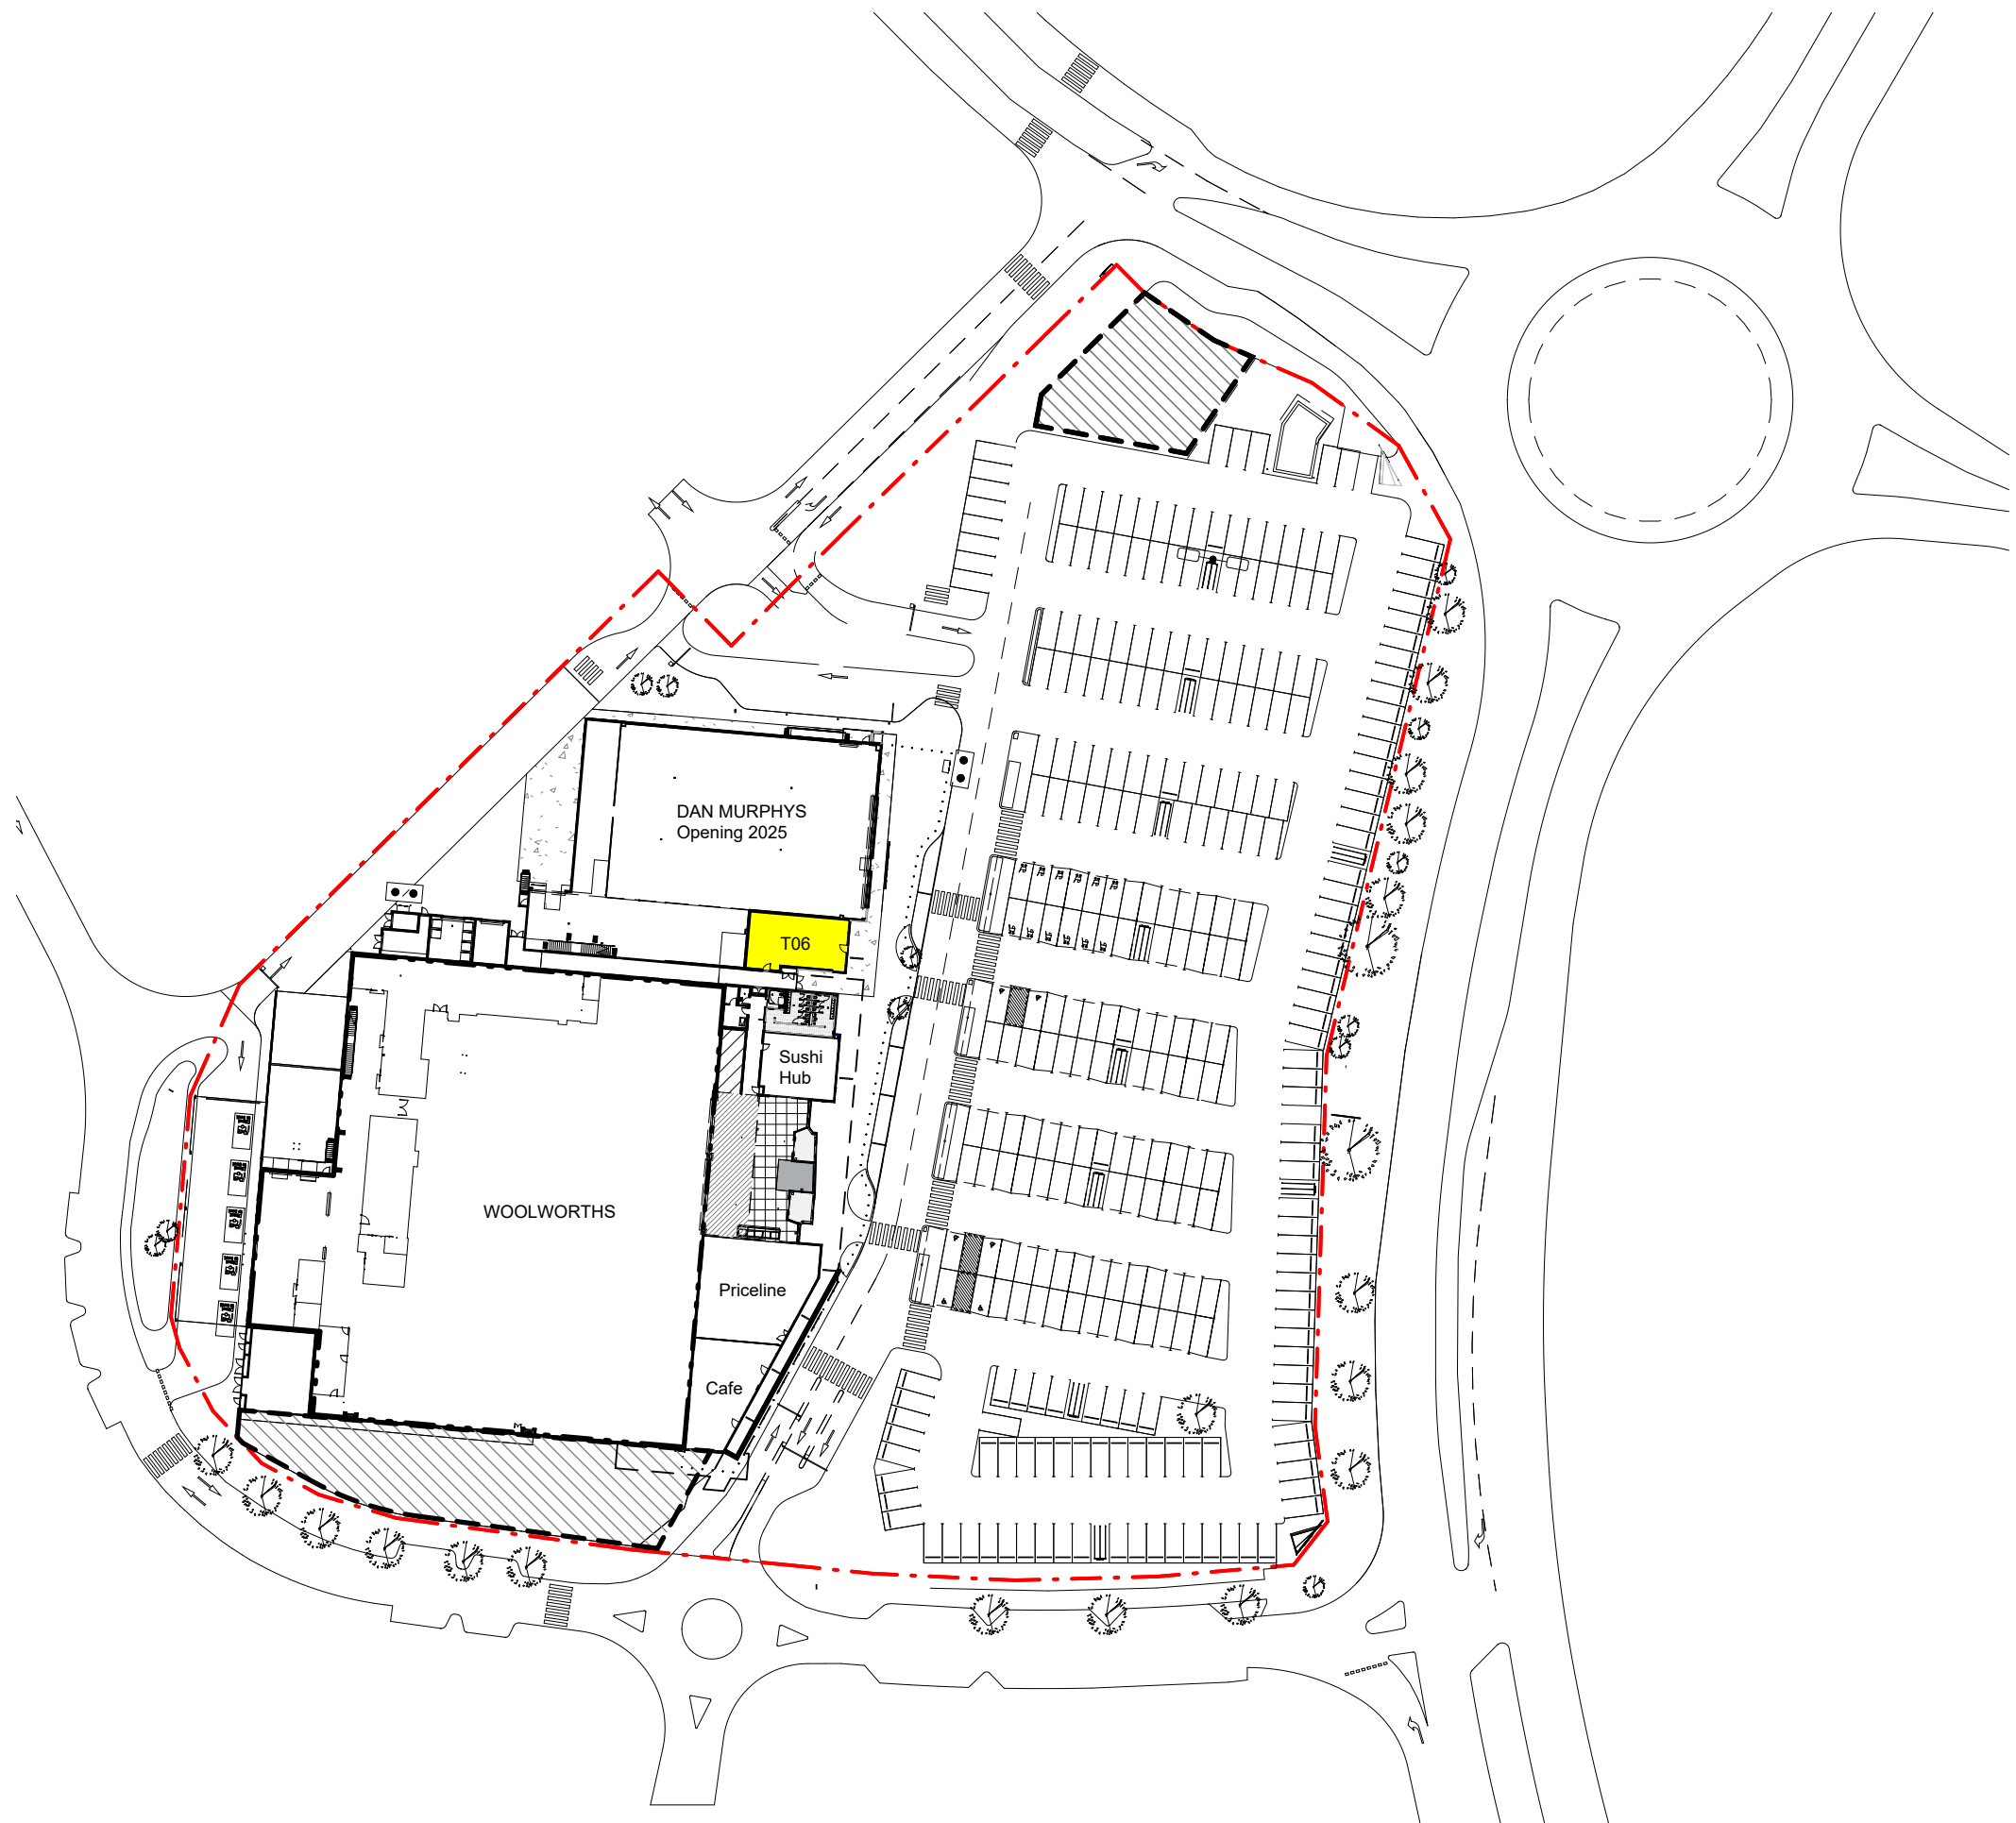 DAN MURPHYS
Opening 2025
T06
Sushi
Hub
WOOLWORTHS
Priceline
Cafe